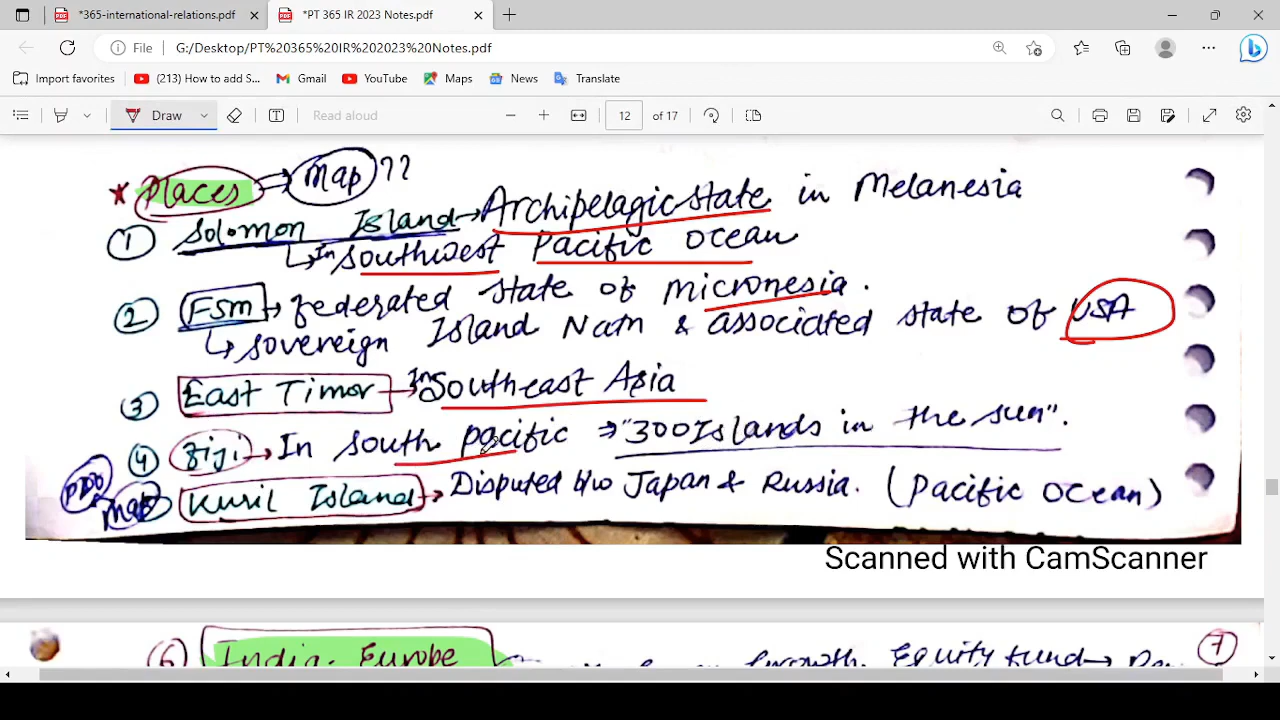 *365-international-relations.pdf
*PT 365 IR 2023 Notes.pdf
File G:/Desktop/PT%20365%20IR%202023%20Notes.pdf
Import favorites (213) How to add S... Gmail YouTube Maps News Translate
Draw Read aloud 12 of 17
Places ⇒ Map ??
① Solomon Island → Archipelagic state in Melanesia
In Southwest Pacific Ocean
② FSM → federated state of micronesia.
sovereign Island Natn & associated state of USA
③ East Timor → In Southeast Asia
④ Fiji → In south pacific ⇒ "300 Islands in the sun".
Map Kuril Island → Disputed b/w Japan & Russia. (Pacific Ocean)
Scanned with CamScanner
⑥ India - Europe Growth Equity fund →
7